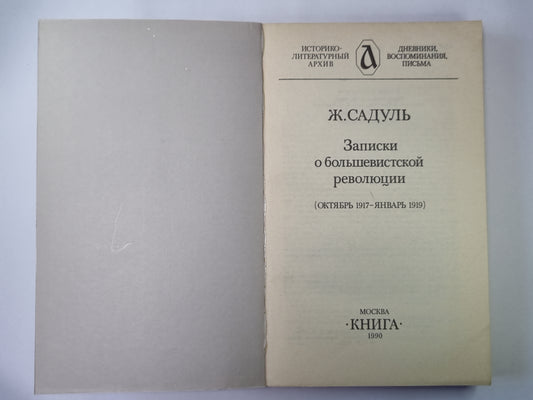 ИСТОРИКО-
ЛИТЕРАТУРНЫЙ
АРХИВ
А
ДНЕВНИКИ,
ВОСПОМИНАНИЯ,
ПИСЬМА
Ж. САДУЛЬ
Записки
о большевистской
революции
(ОКТЯБРЬ 1917–ЯНВАРЬ 1919)
МОСКВА
·КНИГА·
1990